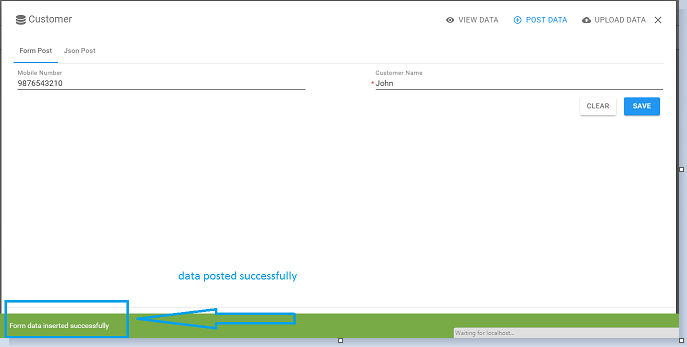 Customer
VIEW DATA
POST DATA
UPLOAD DATA
Form Post
Json Post
Mobile Number
Customer Name
9876543210
* John
CLEAR
SAVE
data posted successfully
Form data inserted successfully
Waiting for localhost...